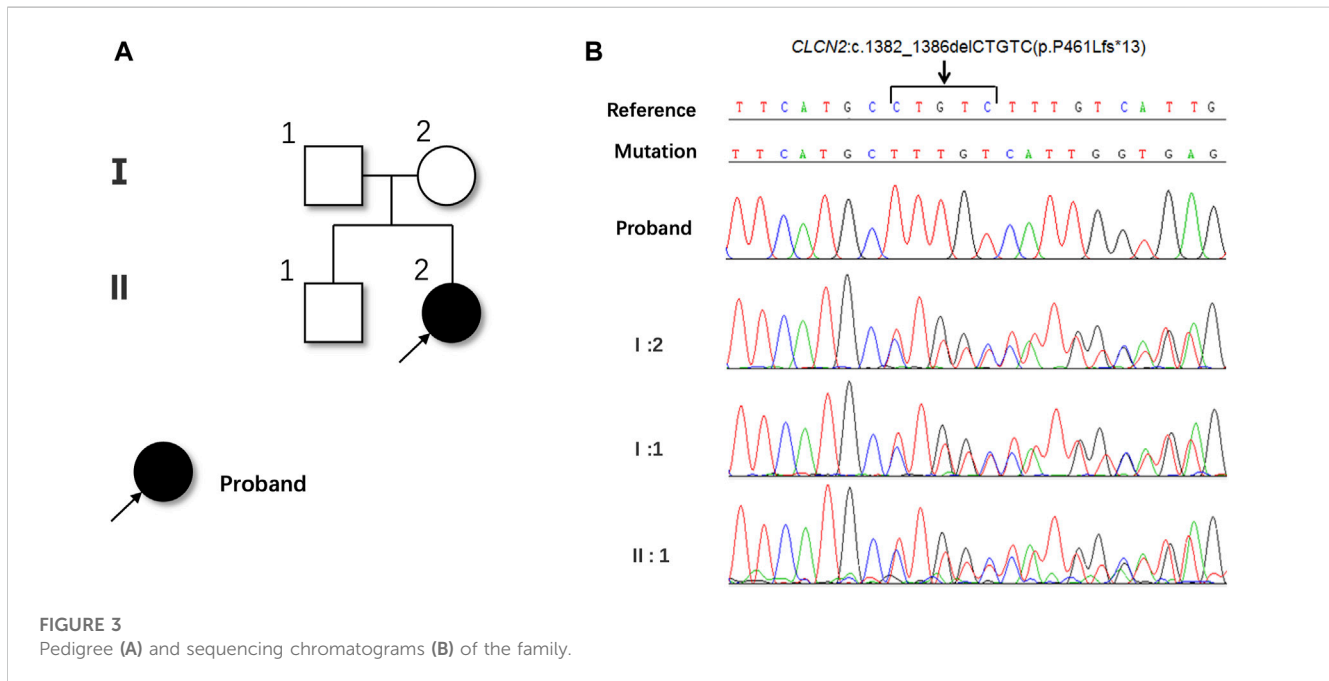 A
1
2
I
1
2
II
Proband
B
CLCN2:c.1382_1386delCTGTC(p.P461Lfs*13)
Reference T T C A T G C C T G T C T T T G T C A T T G
Mutation T T C A T G C T T T G T C A T T G G T G A G
Proband
I :2
I :1
II : 1
FIGURE 3
Pedigree (A) and sequencing chromatograms (B) of the family.